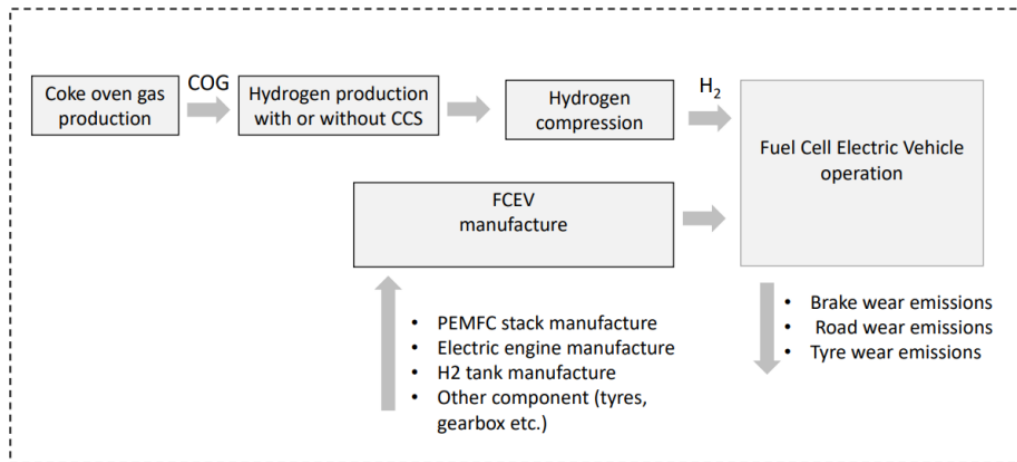 COG
Coke oven gas
production
Hydrogen production
with or without CCS
Hydrogen
compression
H₂
Fuel Cell Electric Vehicle
operation
FCEV
manufacture
• PEMFC stack manufacture
• Electric engine manufacture
• H2 tank manufacture
• Other component (tyres,
gearbox etc.)
• Brake wear emissions
• Road wear emissions
• Tyre wear emissions